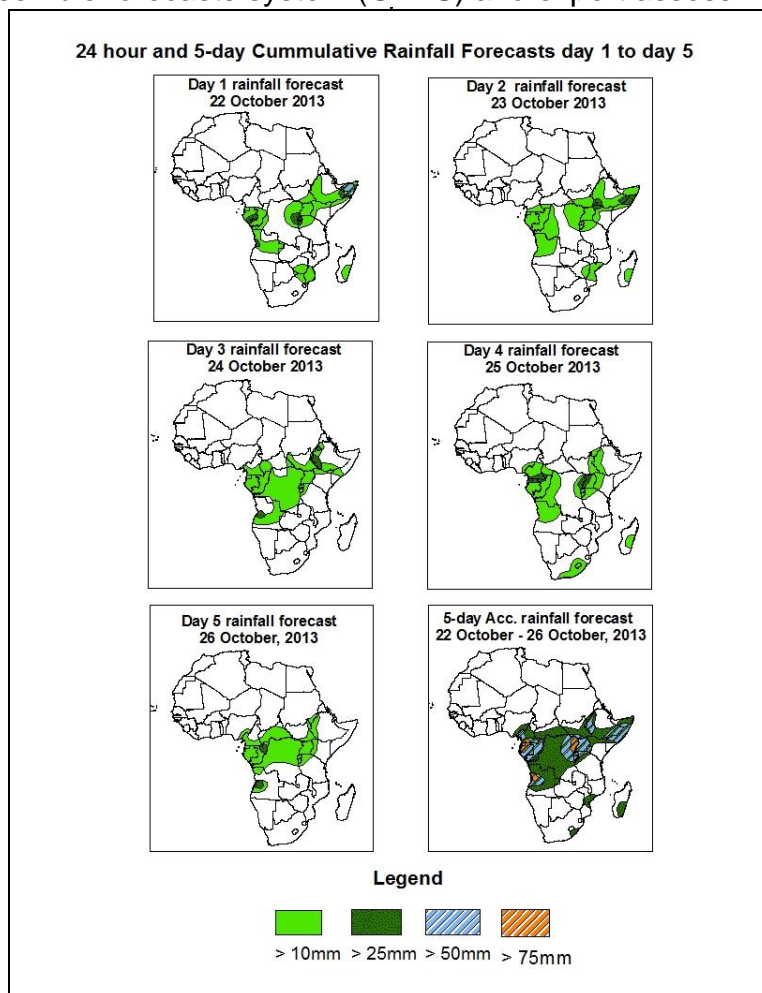 24 hour and 5-day Cummulative Rainfall Forecasts day 1 to day 5
Day 1 rainfall forecast
22 October 2013
Day 2 rainfall forecast
23 October 2013
Day 3 rainfall forecast
24 October 2013
Day 4 rainfall forecast
25 October 2013
Day 5 rainfall forecast
26 October, 2013
5-day Acc. rainfall forecast
22 October - 26 October, 2013
Legend
> 10mm > 25mm > 50mm > 75mm